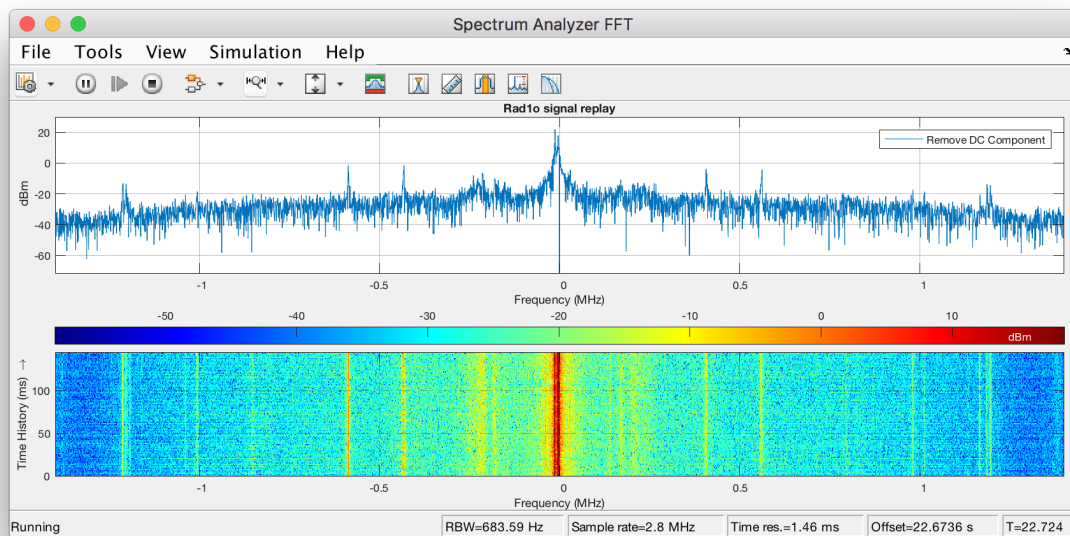 Spectrum Analyzer FFT
File Tools View Simulation Help
Rad1o signal replay
Remove DC Component
20
0
-20
-40
-60
dBm
-1 -0.5 0 0.5 1
Frequency (MHz)
-50 -40 -30 -20 -10 0 10
dBm
100
50
0
Time History (ms) →
-1 -0.5 0 0.5 1
Frequency (MHz)
Running RBW=683.59 Hz Sample rate=2.8 MHz Time res.=1.46 ms Offset=22.6736 s T=22.724